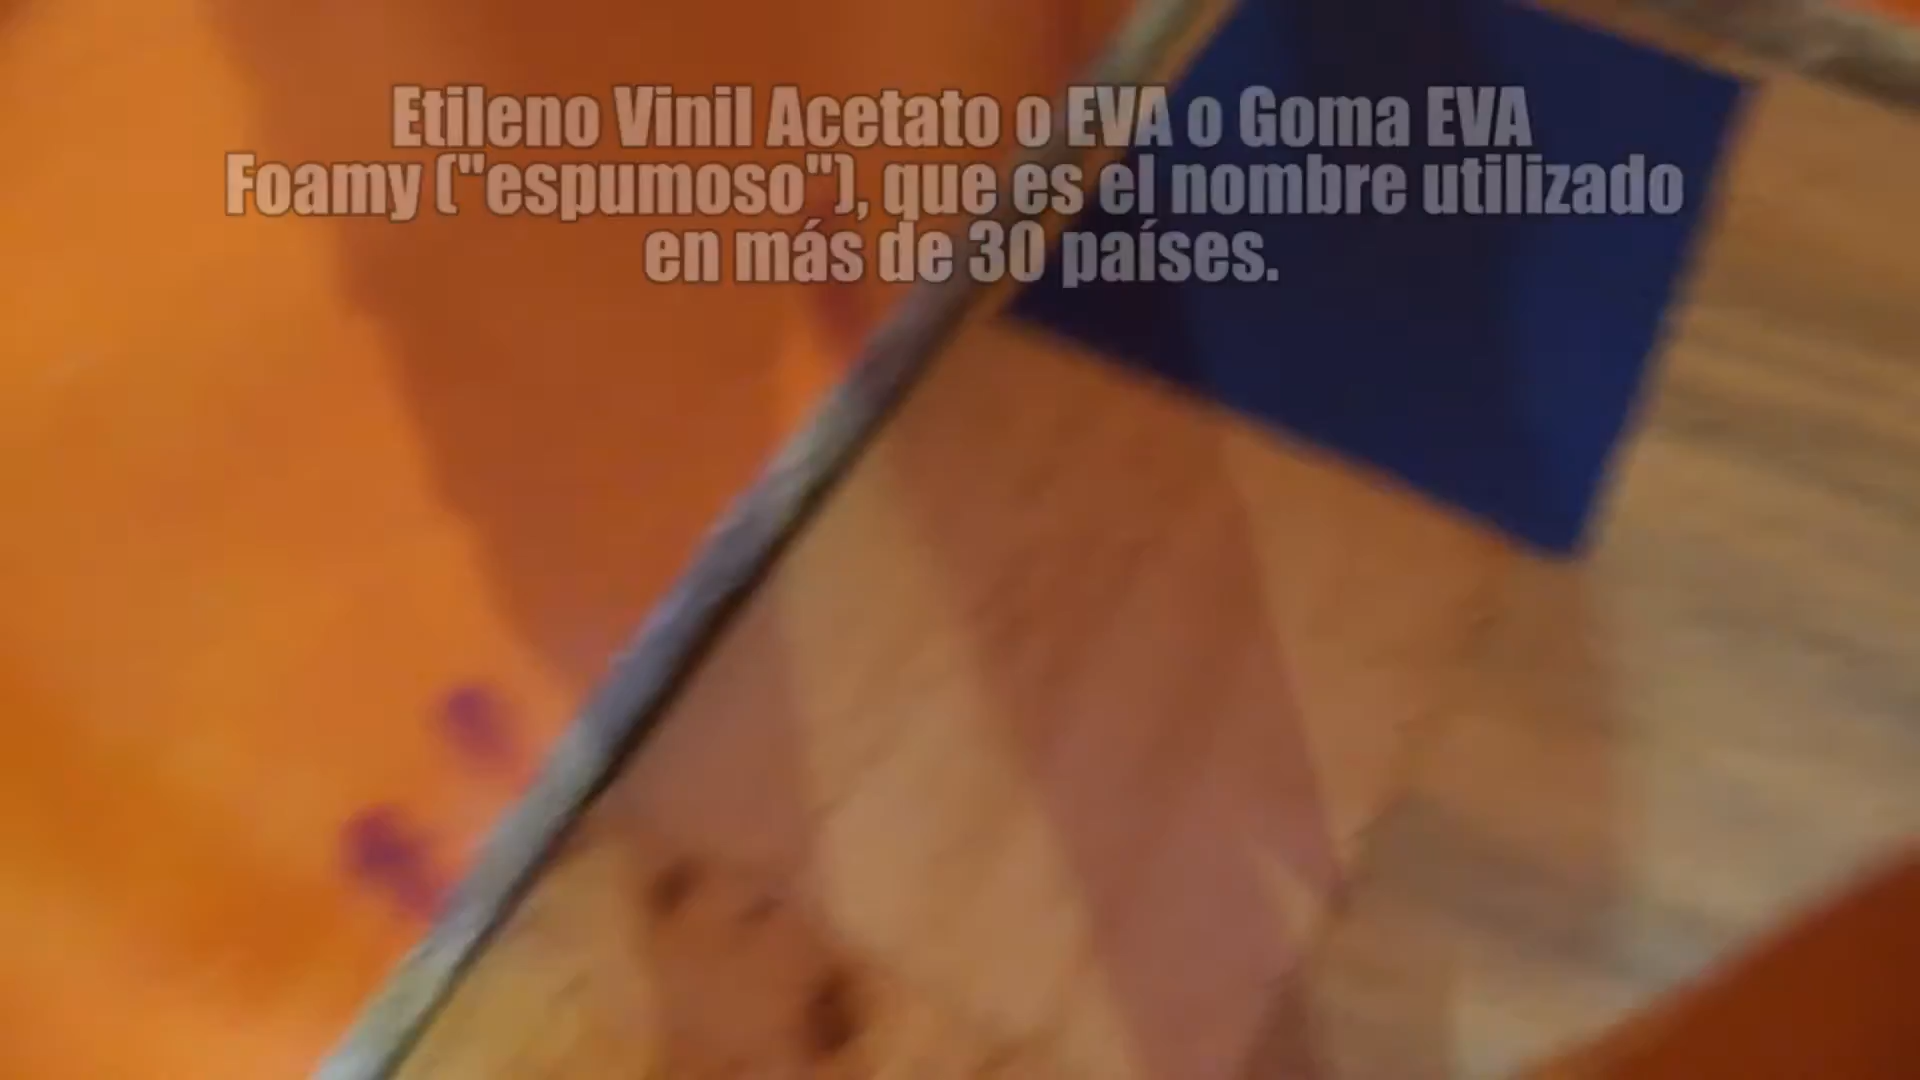 Etileno Vinil Acetato o EVA o Goma EVA
Foamy ("espumoso"), que es el nombre utilizado
en más de 30 países.